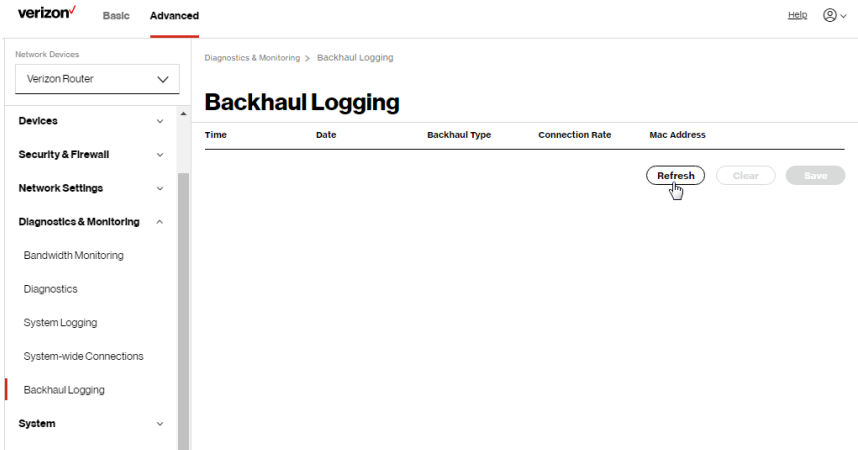 verizon
Basic
Advanced
Help
Network Devices
Verizon Router
Devices
Security & Firewall
Network Settings
Diagnostics & Monitoring
Bandwidth Monitoring
Diagnostics
System Logging
System-wide Connections
Backhaul Logging
System
Diagnostics & Monitoring > Backhaul Logging
Backhaul Logging
Time Date Backhaul Type Connection Rate Mac Address
Refresh Clear Save